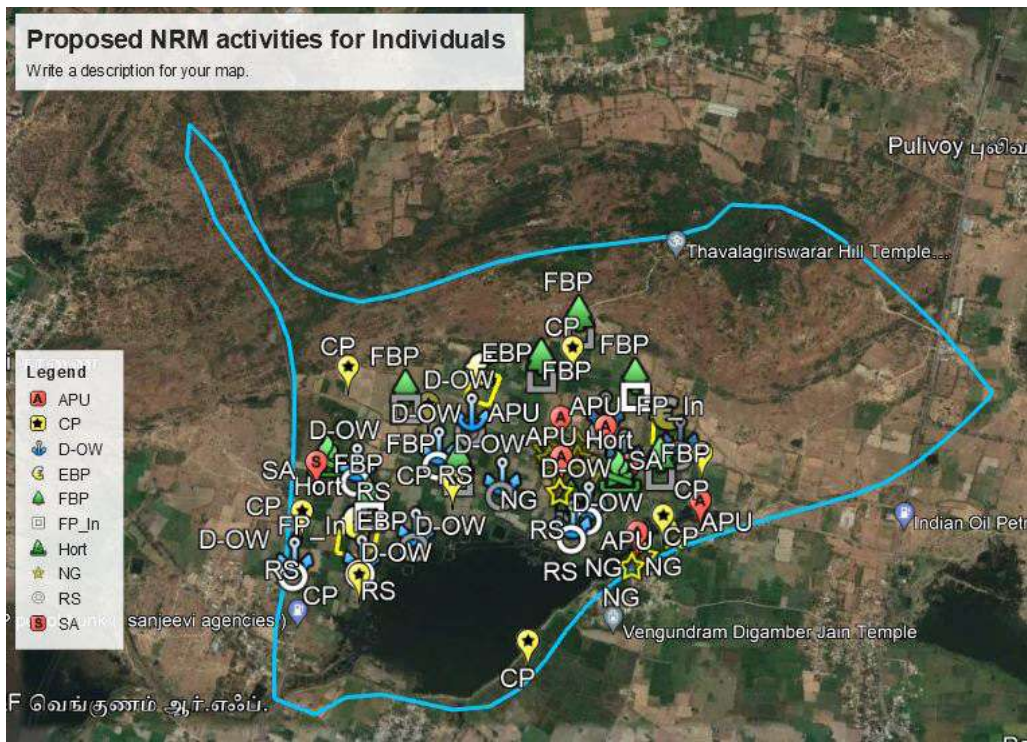 Proposed NRM activities for Individuals
Write a description for your map.
Pulivoy
Thavalagiriswarar Hill Temple...
FBP
CP
CP
FBP
EBP
FBP
FBP
D-OW
D-OW
APU
APU
FP_In
D-OW
FBP
D-OW
APU
Hort
FBP
SA
FBP
CP
RS
D-OW
SA
Hort
RS
NG
D-OW
CP
APU
CP
FP_In
EBP
D-OW
D-OW
D-OW
RS
APU
CP
RS
CP
RS
RS
NG
NG
NG
CP
Legend
APU
CP
D-OW
EBP
FBP
FP_In
Hort
NG
RS
SA
Indian Oil Petr
sanjeevi agencies )
Vengundram Digamber Jain Temple
F வெங்குணம் ஆர்.எஃப்.